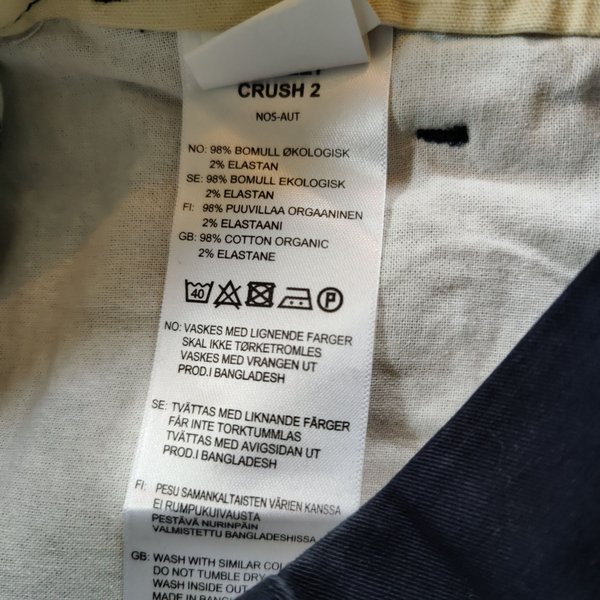 CRUSH 2
NOS-AUT
NO: 98% BOMULL ØKOLOGISK
2% ELASTAN
SE: 98% BOMULL EKOLOGISK
2% ELASTAN
FI: 98% PUUVILLAA ORGAANINEN
2% ELASTAANI
GB: 98% COTTON ORGANIC
2% ELASTANE
40 P
NO: VASKES MED LIGNENDE FARGER
SKAL IKKE TØRKETROMLES
VASKES MED VRANGEN UT
PROD.I BANGLADESH
SE: TVÄTTAS MED LIKNANDE FÄRGER
FÅR INTE TORKTUMMLAS
TVÄTTAS MED AVIGSIDAN UT
PROD.I BANGLADESH
FI: PESU SAMANKALTAISTEN VÄRIEN KANSSA
EI RUMPUKUIVAUSTA
PESTÄVÄ NURINPÄIN
VALMISTETTU BANGLADESHISSA
GB: WASH WITH SIMILAR
DO NOT TUMBLE DRY
WASH INSIDE OUT
MADE IN